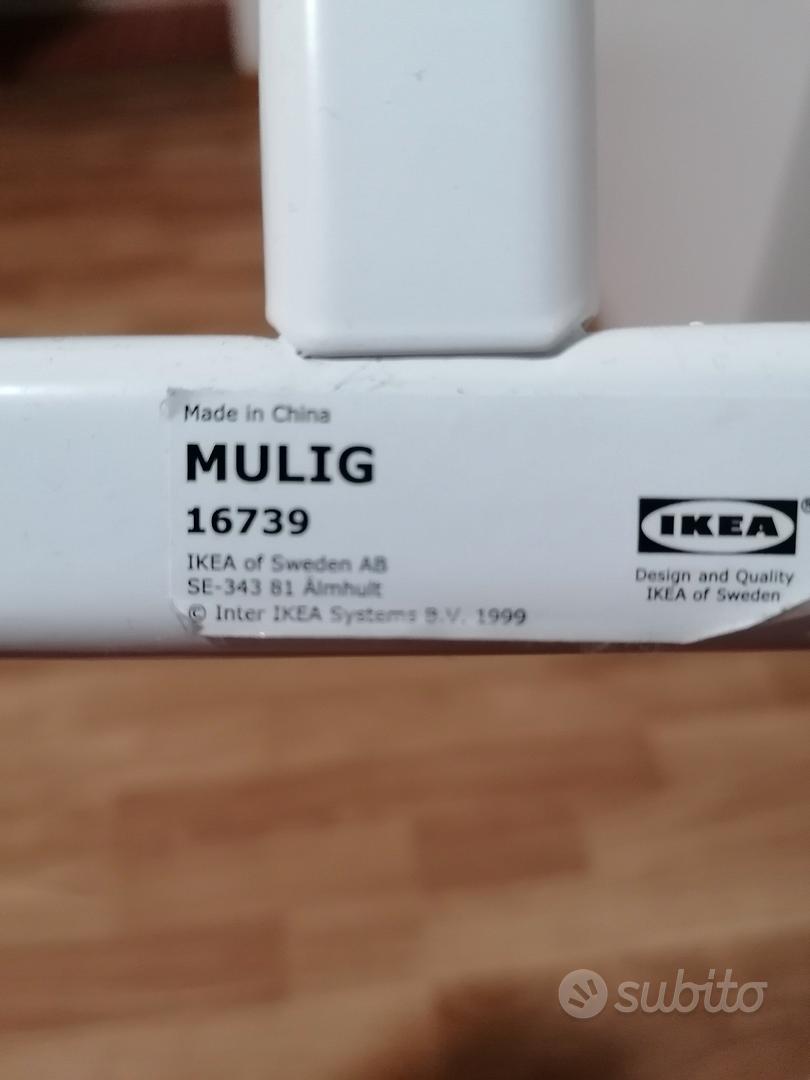 Made in China
MULIG
16739
IKEA of Sweden AB
SE-343 81 Älmhult
© Inter IKEA Systems B.V. 1999
IKEA®
Design and Quality
IKEA of Sweden
subito